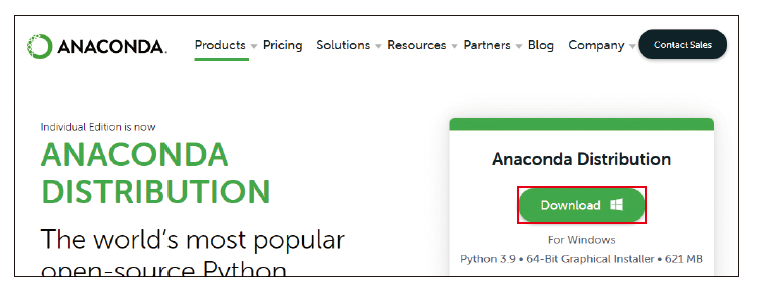 ANACONDA.
Products Pricing Solutions Resources Partners Blog Company Contact Sales
Individual Edition is now
ANACONDA
DISTRIBUTION
The world's most popular
open-source Python
Anaconda Distribution
Download
For Windows
Python 3.9 • 64-Bit Graphical Installer • 621 MB